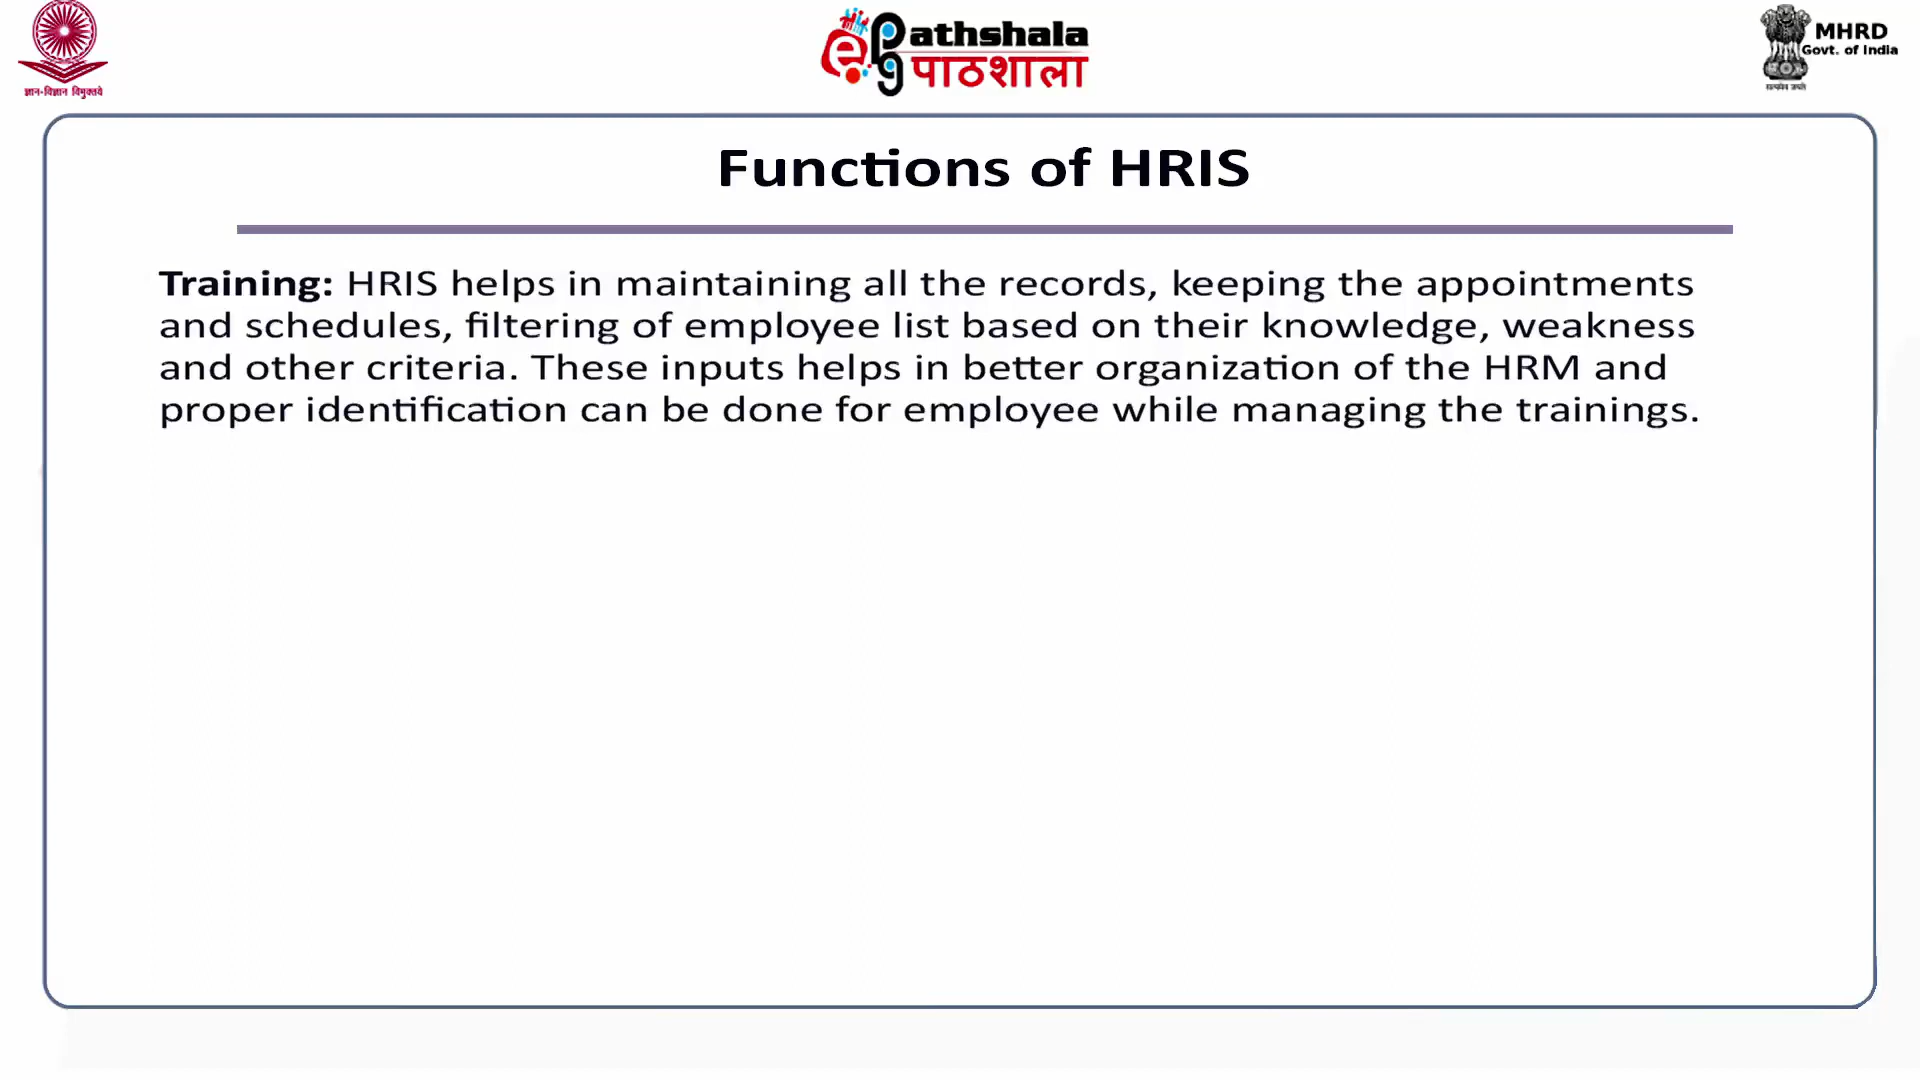 ज्ञान-विज्ञान विमुक्तये
e PG Pathshala
पाठशाला
MHRD
Govt. of India
सत्यमेव जयते
Functions of HRIS
Training: HRIS helps in maintaining all the records, keeping the appointments
and schedules, filtering of employee list based on their knowledge, weakness
and other criteria. These inputs helps in better organization of the HRM and
proper identification can be done for employee while managing the trainings.